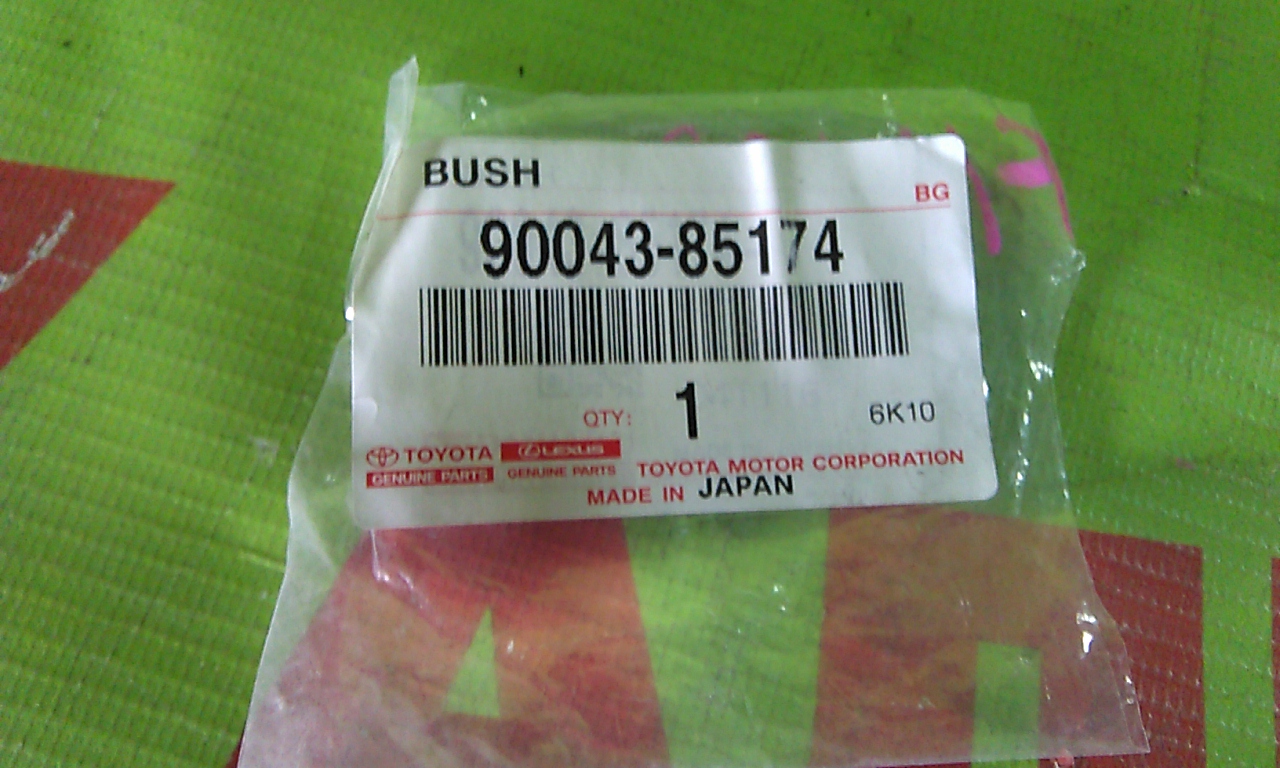 BUSH
BG
90043-85174
QTY: 1 6K10
TOYOTA LEXUS
GENUINE PARTS GENUINE PARTS TOYOTA MOTOR CORPORATION
MADE IN JAPAN